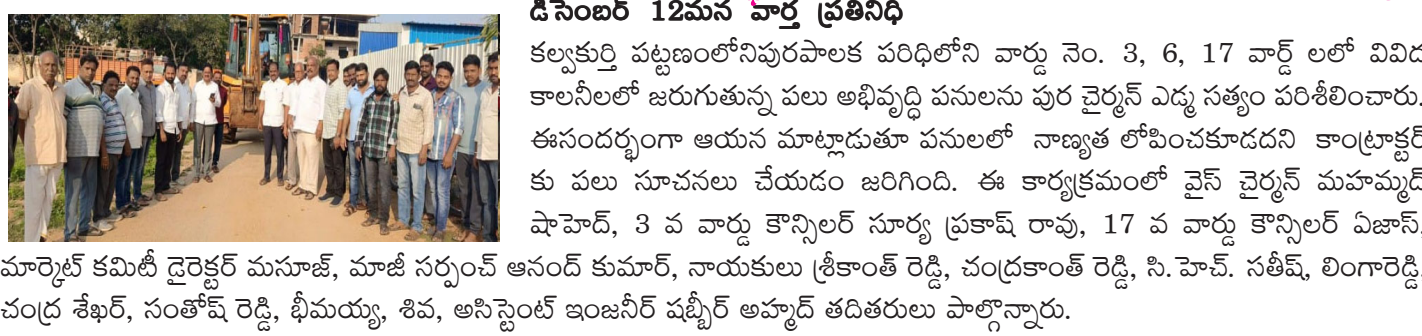 డిసెంబర్ 12మన వార్త ప్రతినిధి
కల్వకుర్తి పట్టణంలోనిపురపాలక పరిధిలోని వార్డు నెం. 3, 6, 17 వార్డ్ లలో వివిద
కాలనీలలో జరుగుతున్న పలు అభివృద్ధి పనులను పుర చైర్మన్ ఎడ్మ సత్యం పరిశీలించారు.
ఈసందర్భంగా ఆయన మాట్లాడుతూ పనులలో నాణ్యత లోపించకూడదని కాంట్రాక్టర్
కు పలు సూచనలు చేయడం జరిగింది. ఈ కార్యక్రమంలో వైస్ చైర్మన్ మహమ్మద్
షాహెద్, 3 వ వార్డు కౌన్సిలర్ సూర్య ప్రకాష్ రావు, 17 వ వార్డు కౌన్సిలర్ ఏజాస్,
మార్కెట్ కమిటీ డైరెక్టర్ మసూజ్, మాజీ సర్పంచ్ ఆనంద్ కుమార్, నాయకులు శ్రీకాంత్ రెడ్డి, చంద్రకాంత్ రెడ్డి, సి.హెచ్. సతీష్, లింగారెడ్డి,
చంద్ర శేఖర్, సంతోష్ రెడ్డి, భీమయ్య, శివ, అసిస్టెంట్ ఇంజనీర్ షబ్బీర్ అహ్మద్ తదితరులు పాల్గొన్నారు.